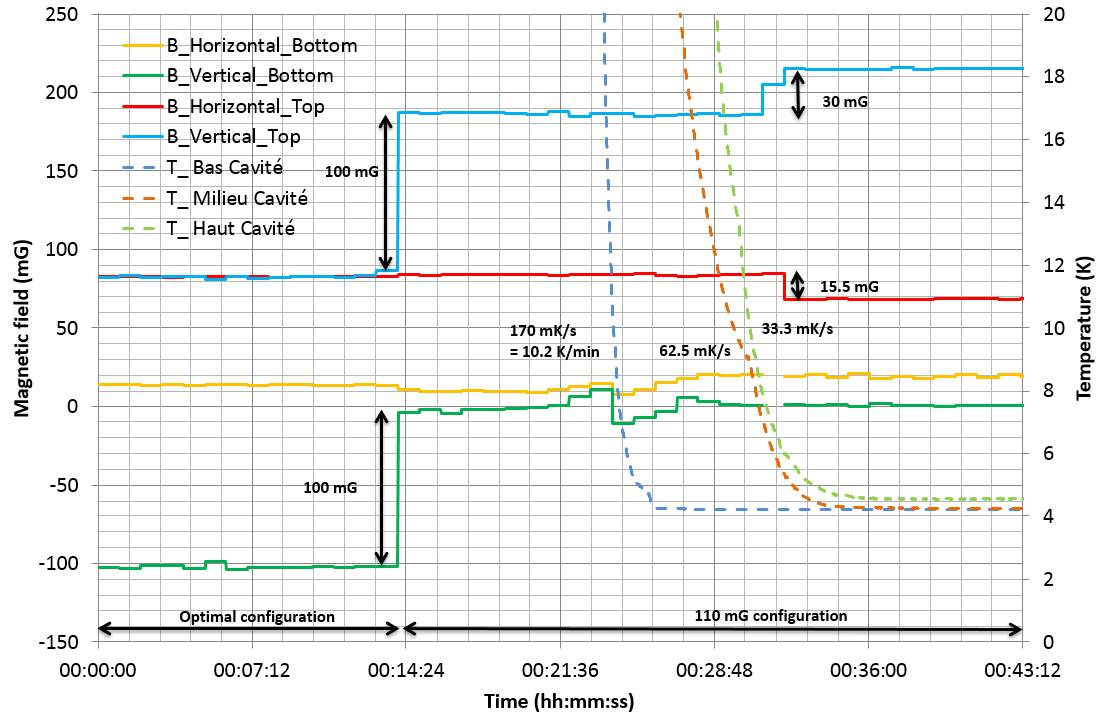 250
200
150
100
50
0
-50
-100
-150
Magnetic field (mG)
B_Horizontal_Bottom
B_Vertical_Bottom
B_Horizontal_Top
B_Vertical_Top
T_ Bas Cavité
T_ Milieu Cavité
T_ Haut Cavité
100 mG
30 mG
15.5 mG
170 mK/s
= 10.2 K/min
62.5 mK/s
33.3 mK/s
100 mG
Optimal configuration
110 mG configuration
20
18
16
14
12
10
8
6
4
2
0
Temperature (K)
00:00:00 00:07:12 00:14:24 00:21:36 00:28:48 00:36:00 00:43:12
Time (hh:mm:ss)